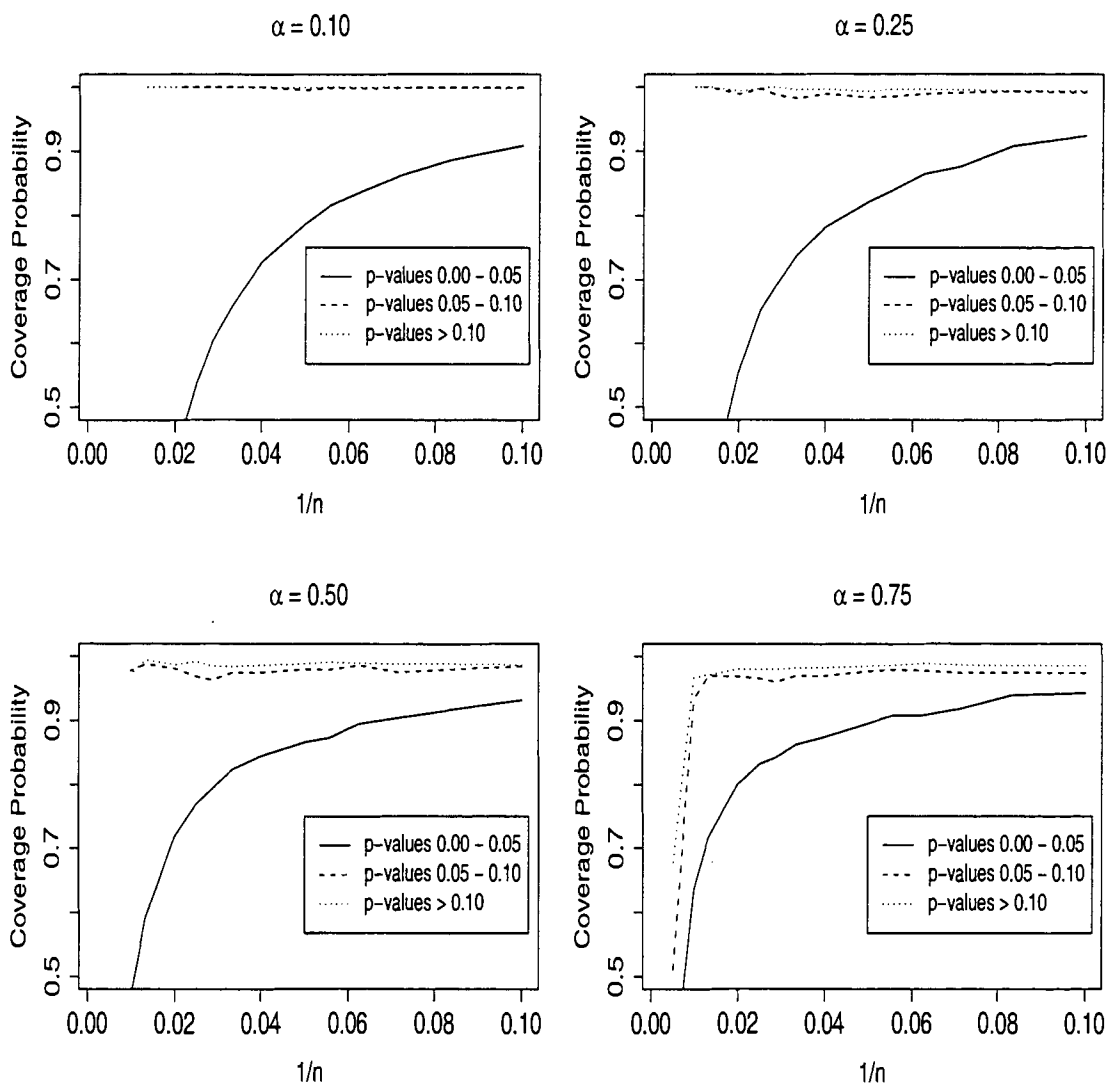 α = 0.10
Coverage Probability
0.5 0.7 0.9
p-values 0.00 - 0.05
p-values 0.05 - 0.10
p-values > 0.10
0.00 0.02 0.04 0.06 0.08 0.10
1/n
α = 0.25
Coverage Probability
0.5 0.7 0.9
p-values 0.00 - 0.05
p-values 0.05 - 0.10
p-values > 0.10
0.00 0.02 0.04 0.06 0.08 0.10
1/n
α = 0.50
Coverage Probability
0.5 0.7 0.9
p-values 0.00 - 0.05
p-values 0.05 - 0.10
p-values > 0.10
0.00 0.02 0.04 0.06 0.08 0.10
1/n
α = 0.75
Coverage Probability
0.5 0.7 0.9
p-values 0.00 - 0.05
p-values 0.05 - 0.10
p-values > 0.10
0.00 0.02 0.04 0.06 0.08 0.10
1/n